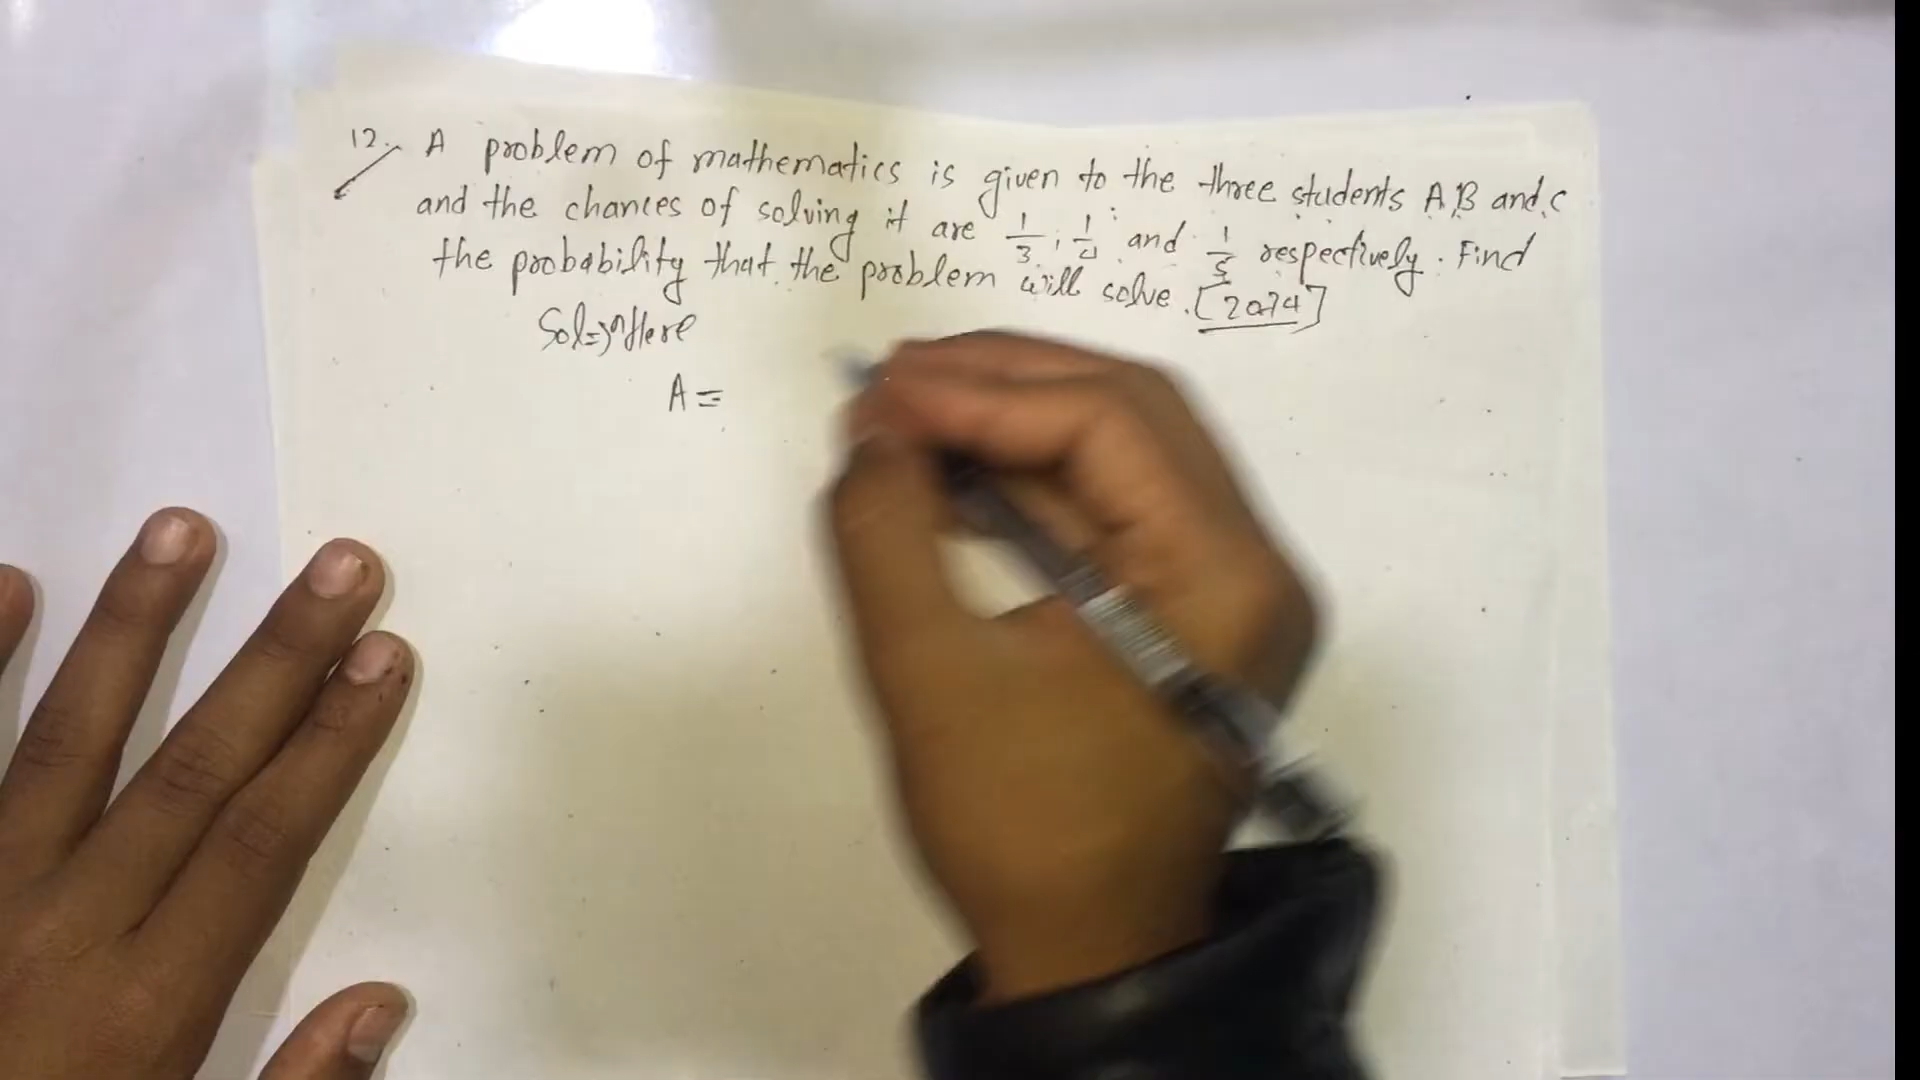 12. A problem of mathematics is given to the three students A, B and C
and the chances of solving it are 1/3, 1/4 and 1/5 respectively. Find
the probability that the problem will solve. [2074]
Sol=>n Here
A =